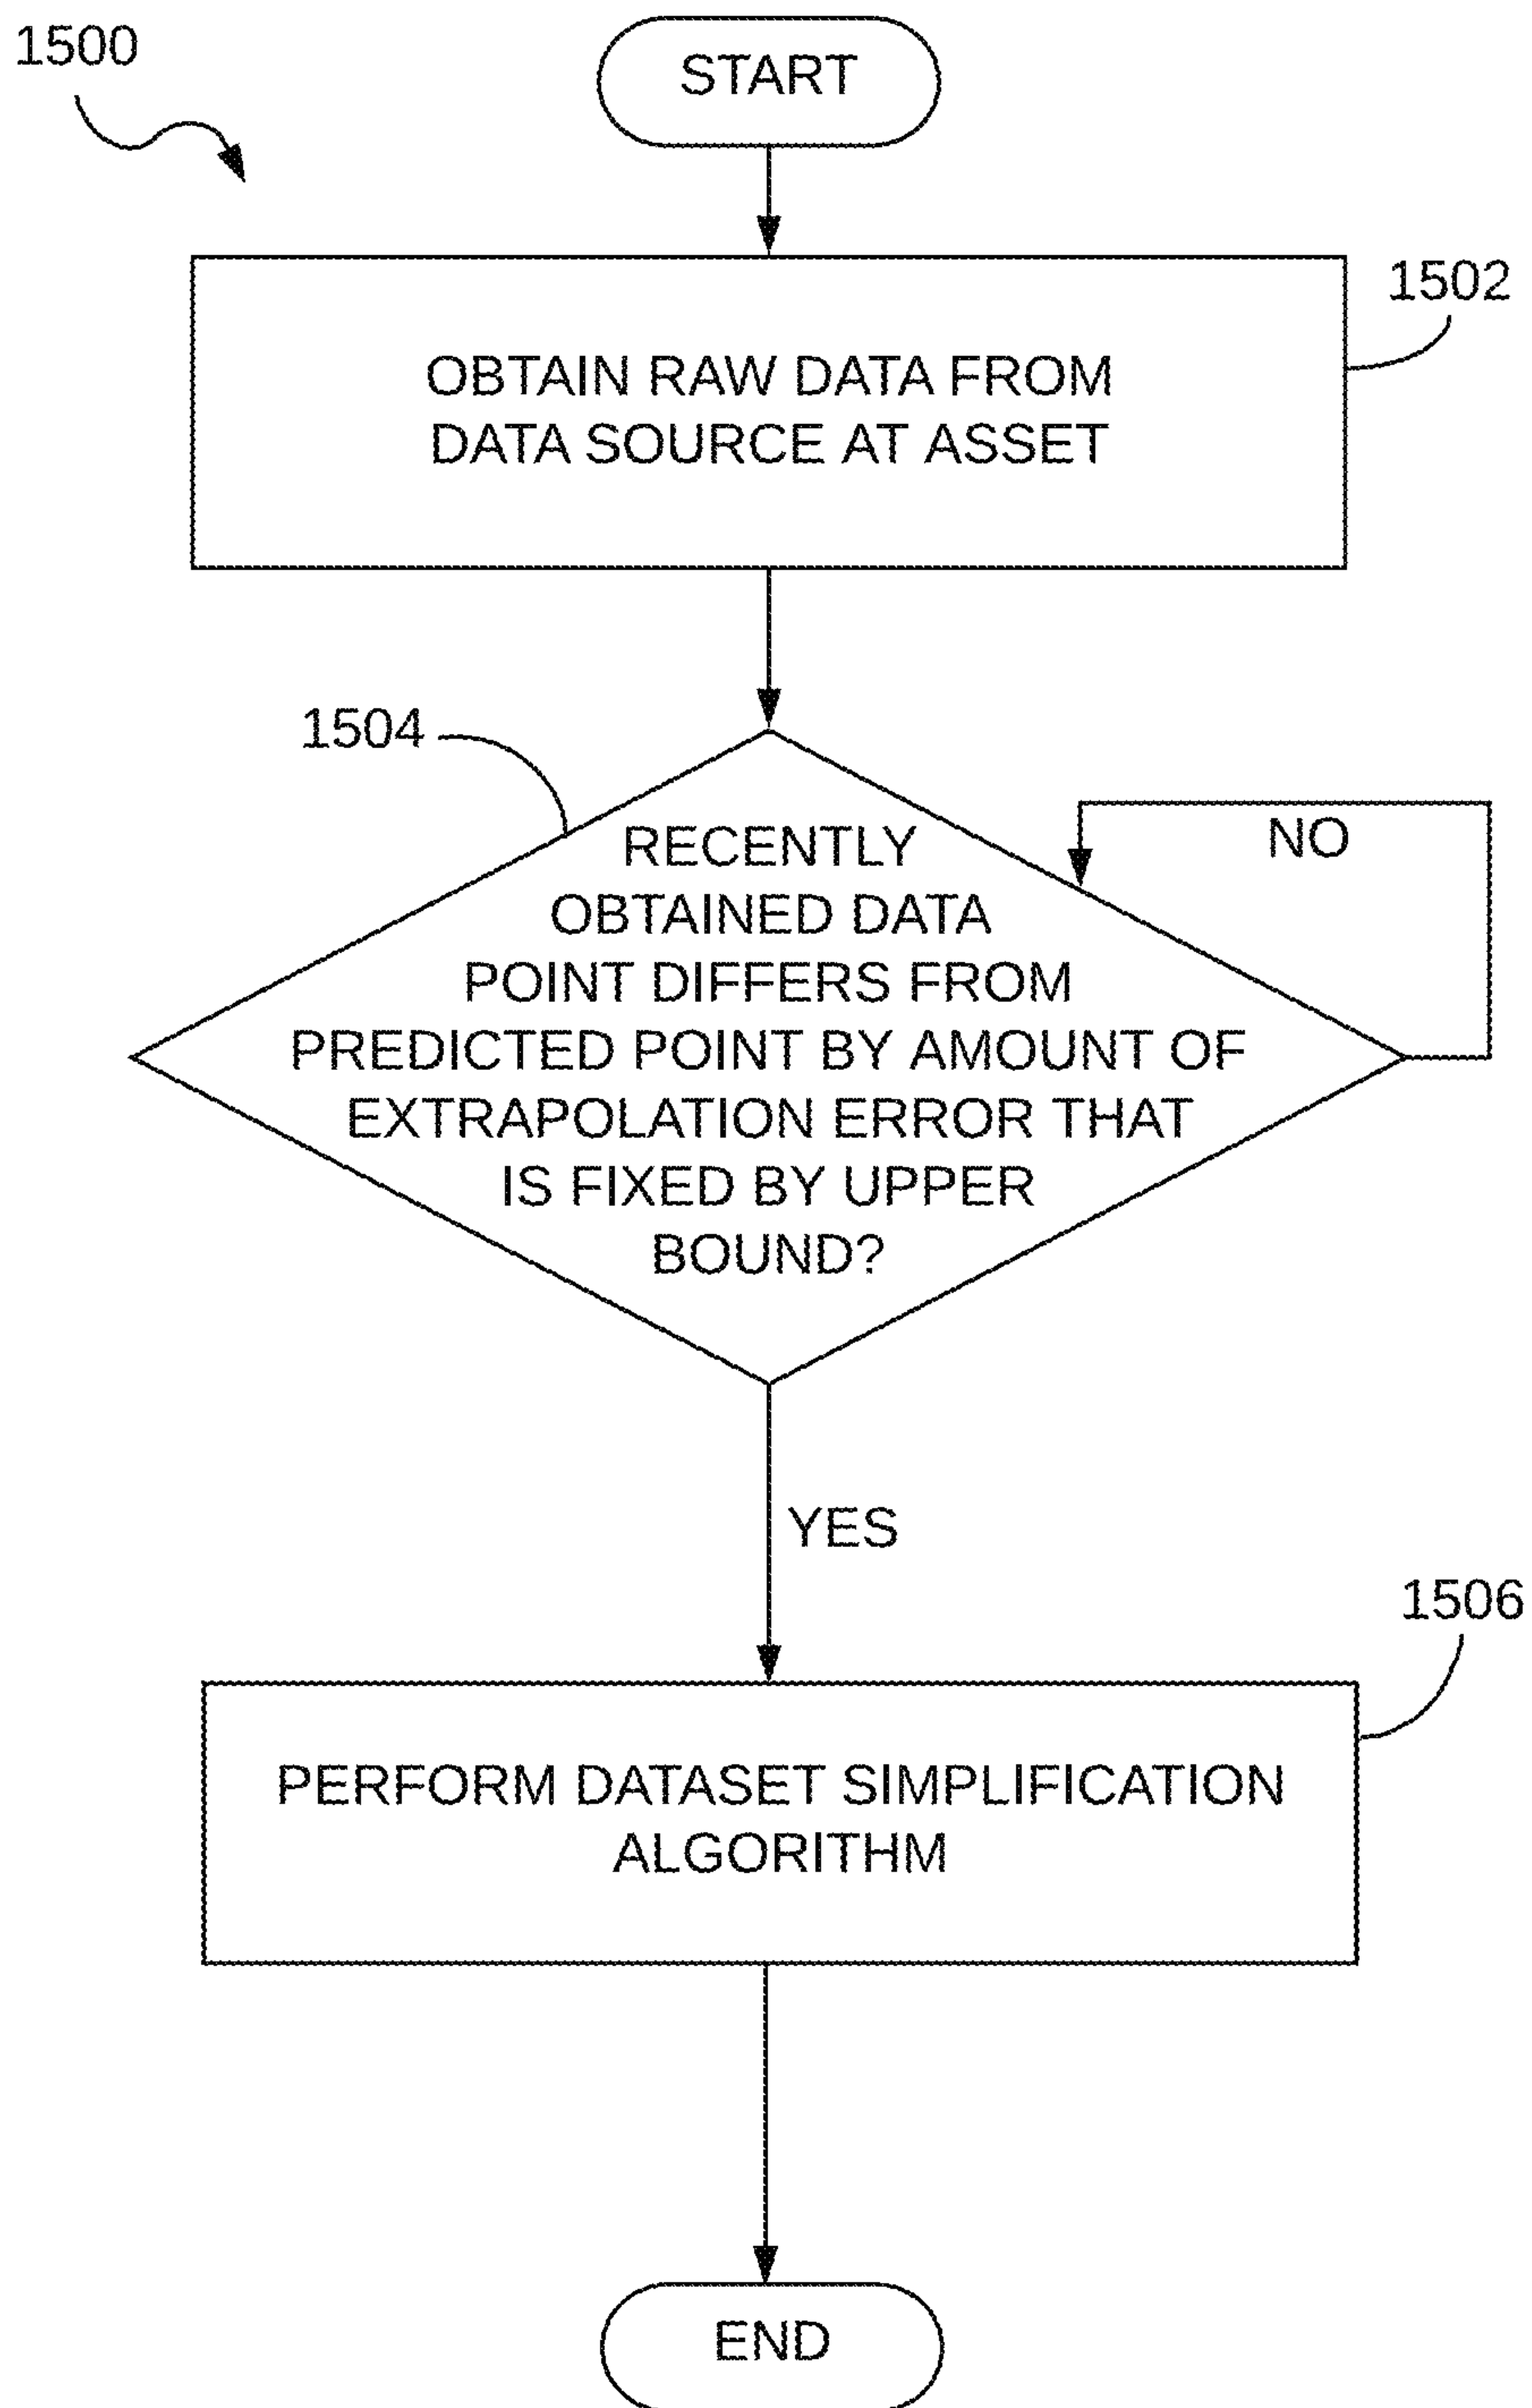 1500
START
1502
OBTAIN RAW DATA FROM
DATA SOURCE AT ASSET
1504
RECENTLY
OBTAINED DATA
POINT DIFFERS FROM
PREDICTED POINT BY AMOUNT OF
EXTRAPOLATION ERROR THAT
IS FIXED BY UPPER
BOUND?
NO
YES
1506
PERFORM DATASET SIMPLIFICATION
ALGORITHM
END